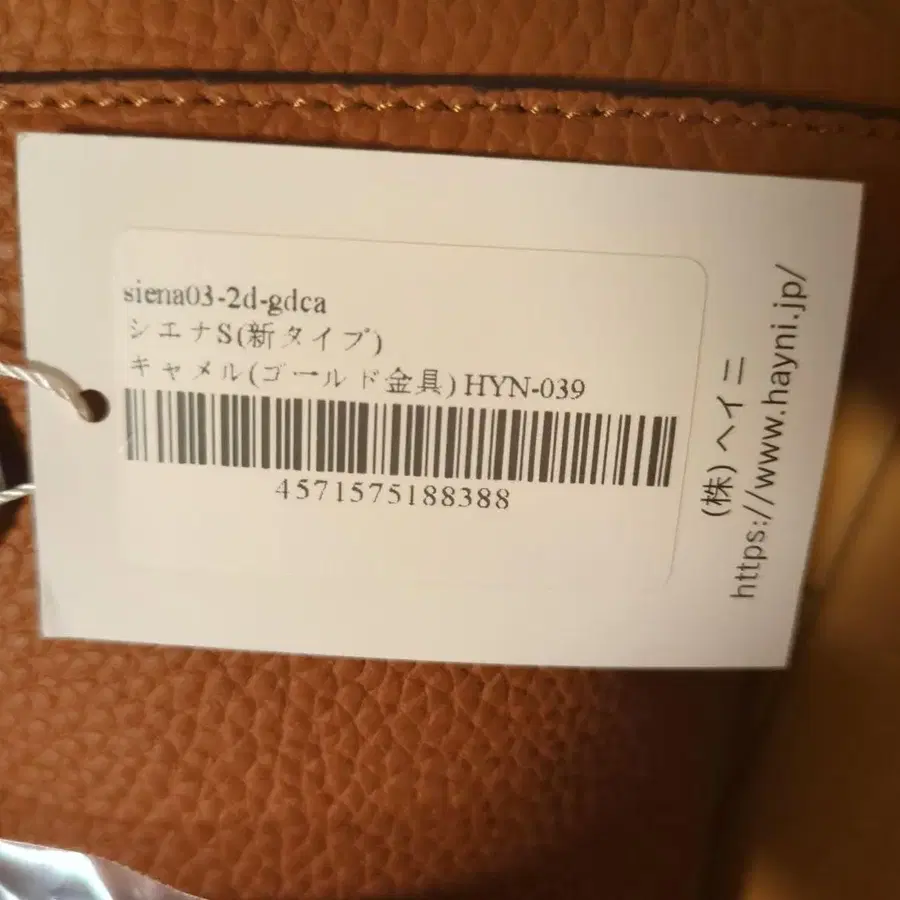 siena03-2d-gdca
シエナS(新タイプ)
キャメル(ゴールド金具) HYN-039
4571575188388
(株) ヘイニ
https://www.hayni.jp/